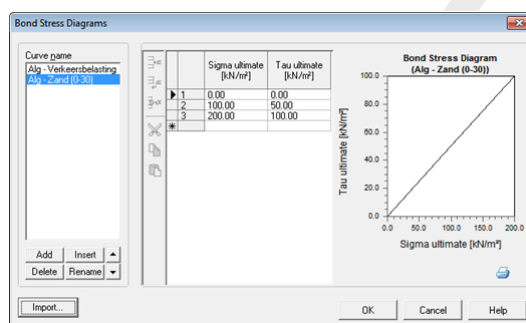 Bond Stress Diagrams
Curve name
Alg - Verkeersbelasting
Alg - Zand (0-30)
Add Insert
Delete Rename
Import...
Sigma ultimate [kN/m²] Tau ultimate [kN/m²]
1 0.00 0.00
2 100.00 50.00
3 200.00 100.00
Bond Stress Diagram
(Alg - Zand (0-30))
Tau ultimate [kN/m²]
100.0
80.0
60.0
40.0
20.0
0.0
0.0 50.0 100.0 150.0 200.0
Sigma ultimate [kN/m²]
OK Cancel Help